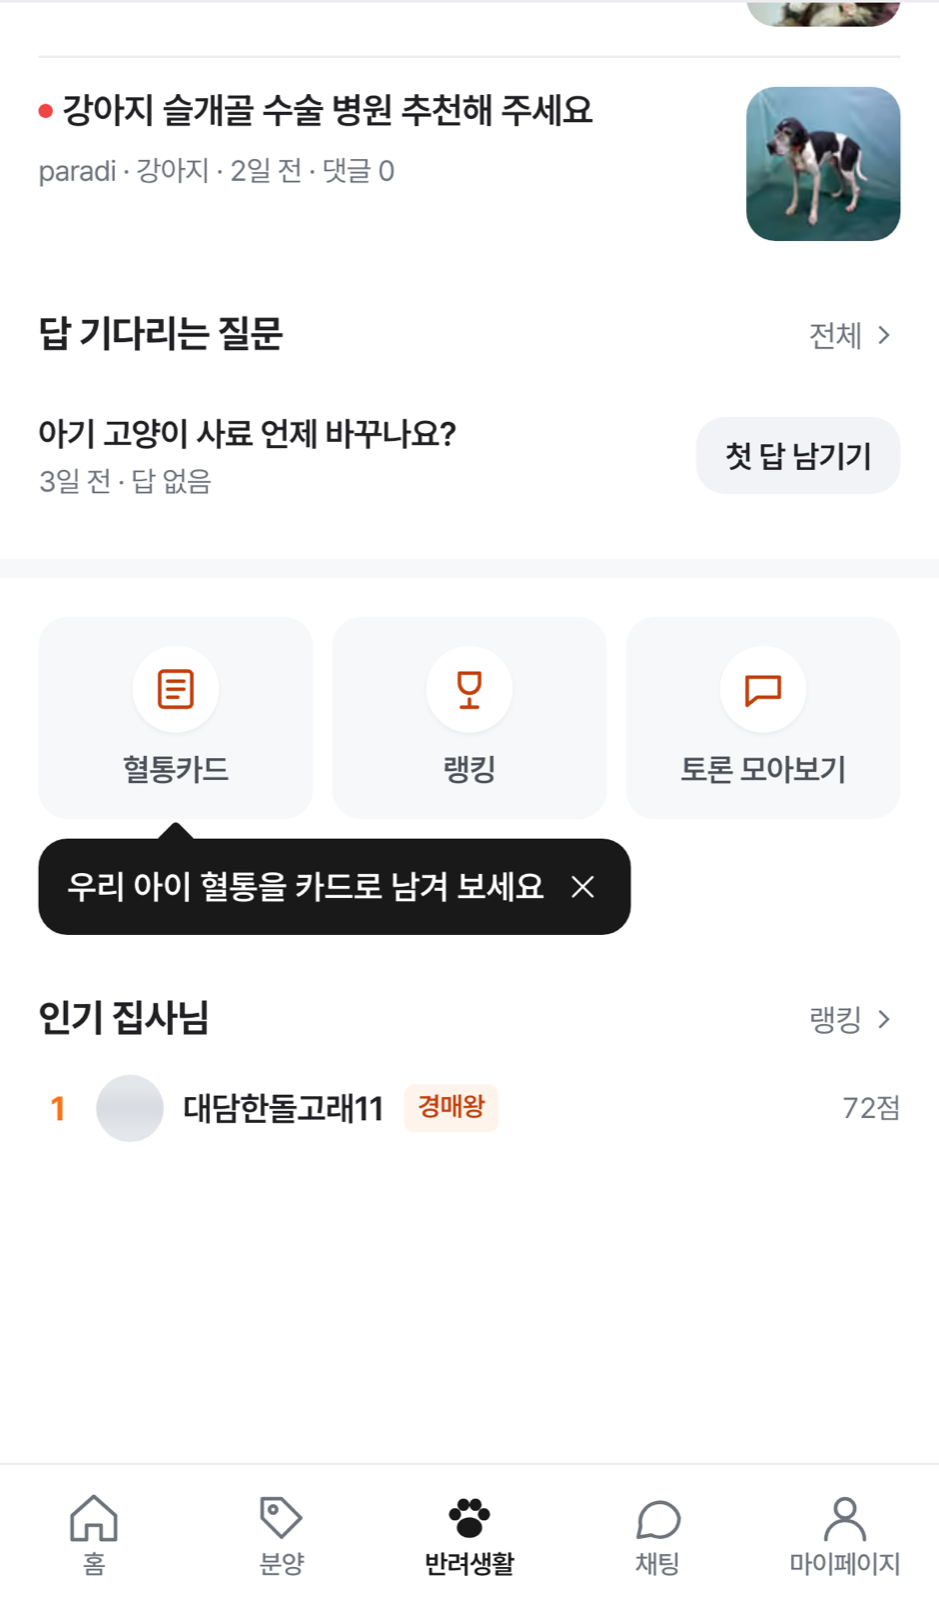 강아지 슬개골 수술 병원 추천해 주세요
paradi · 강아지 · 2일 전 · 댓글 0
답 기다리는 질문
전체
아기 고양이 사료 언제 바꾸나요?
첫 답 남기기
3일 전 · 답 없음
혈통카드
랭킹
토론 모아보기
우리 아이 혈통을 카드로 남겨 보세요
인기 집사님
랭킹
1 대담한돌고래11 경매왕 72점
홈
분양
반려생활
채팅
마이페이지